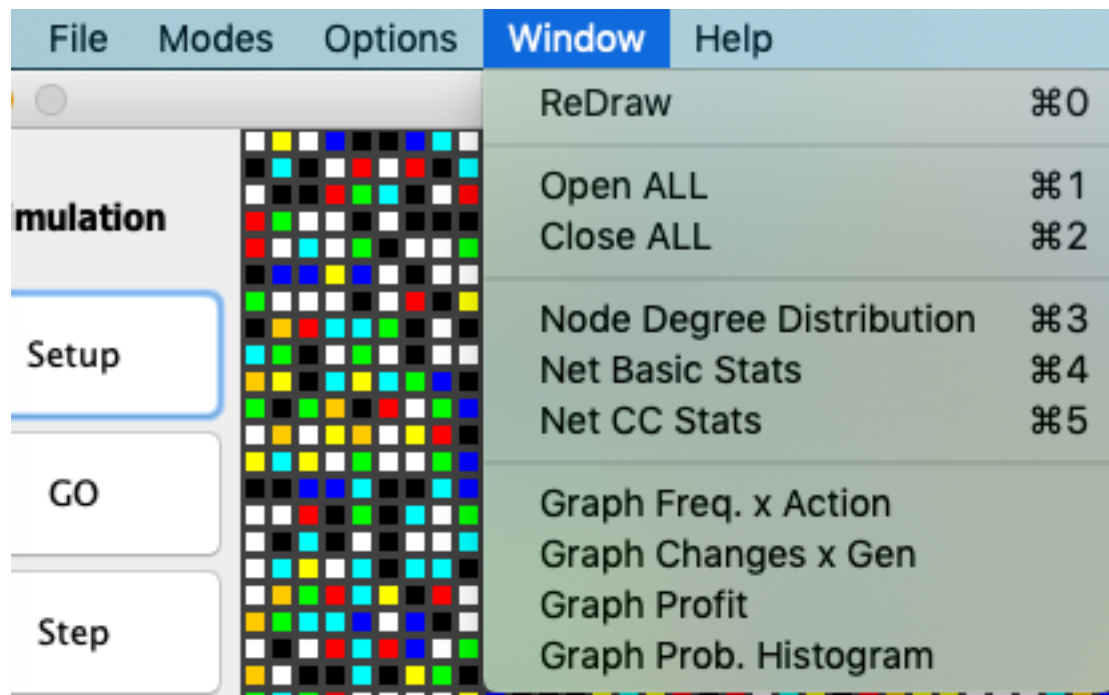 File Modes Options Window Help
ReDraw ⌘0
Open ALL ⌘1
mulation
Close ALL ⌘2
Node Degree Distribution ⌘3
Setup
Net Basic Stats ⌘4
Net CC Stats ⌘5
GO
Graph Freq. x Action
Graph Changes x Gen
Graph Profit
Step
Graph Prob. Histogram